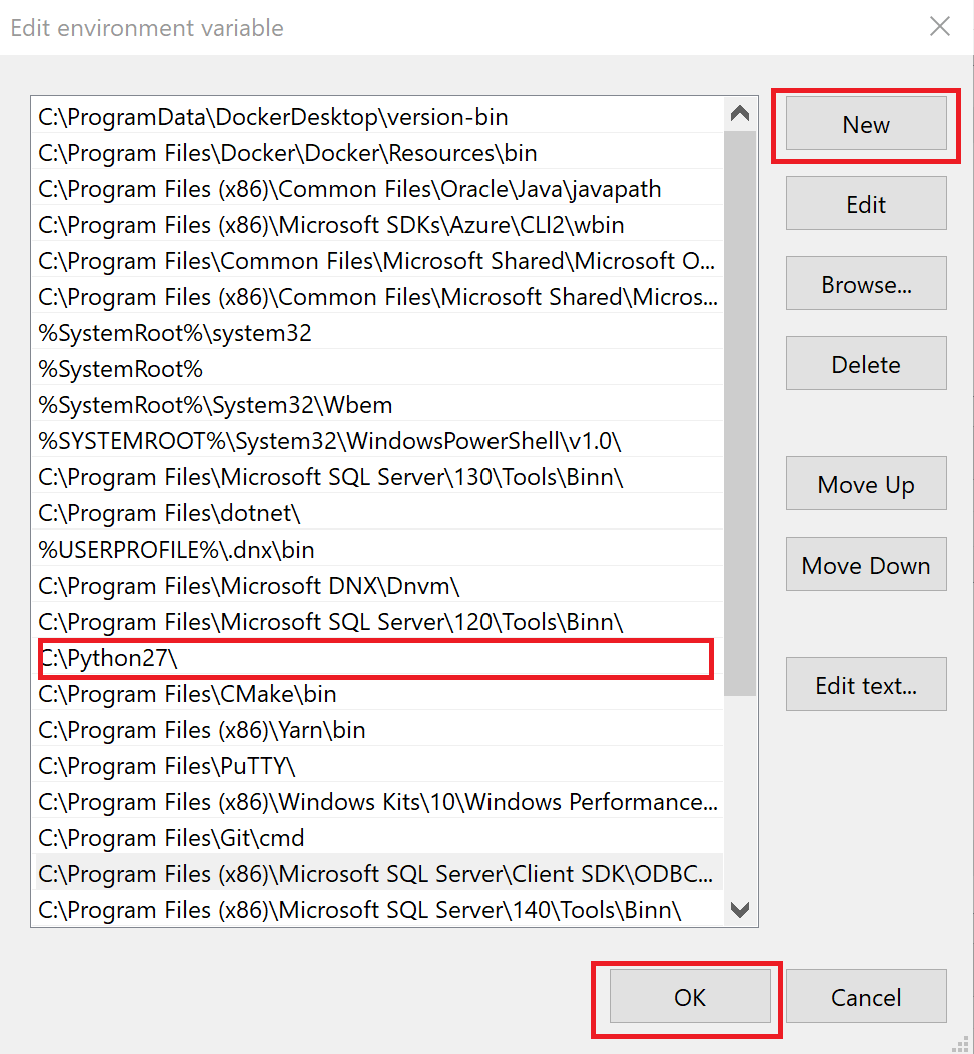 Edit environment variable
C:\ProgramData\DockerDesktop\version-bin
C:\Program Files\Docker\Docker\Resources\bin
C:\Program Files (x86)\Common Files\Oracle\Java\javapath
C:\Program Files (x86)\Microsoft SDKs\Azure\CLI2\wbin
C:\Program Files\Common Files\Microsoft Shared\Microsoft O...
C:\Program Files (x86)\Common Files\Microsoft Shared\Micros...
%SystemRoot%\system32
%SystemRoot%
%SystemRoot%\System32\Wbem
%SYSTEMROOT%\System32\WindowsPowerShell\v1.0\
C:\Program Files\Microsoft SQL Server\130\Tools\Binn\
C:\Program Files\dotnet\
%USERPROFILE%\.dnx\bin
C:\Program Files\Microsoft DNX\Dnvm\
C:\Program Files\Microsoft SQL Server\120\Tools\Binn\
C:\Python27\
C:\Program Files\CMake\bin
C:\Program Files (x86)\Yarn\bin
C:\Program Files\PuTTY\
C:\Program Files (x86)\Windows Kits\10\Windows Performance...
C:\Program Files\Git\cmd
C:\Program Files (x86)\Microsoft SQL Server\Client SDK\ODBC...
C:\Program Files (x86)\Microsoft SQL Server\140\Tools\Binn\
New
Edit
Browse...
Delete
Move Up
Move Down
Edit text...
OK
Cancel